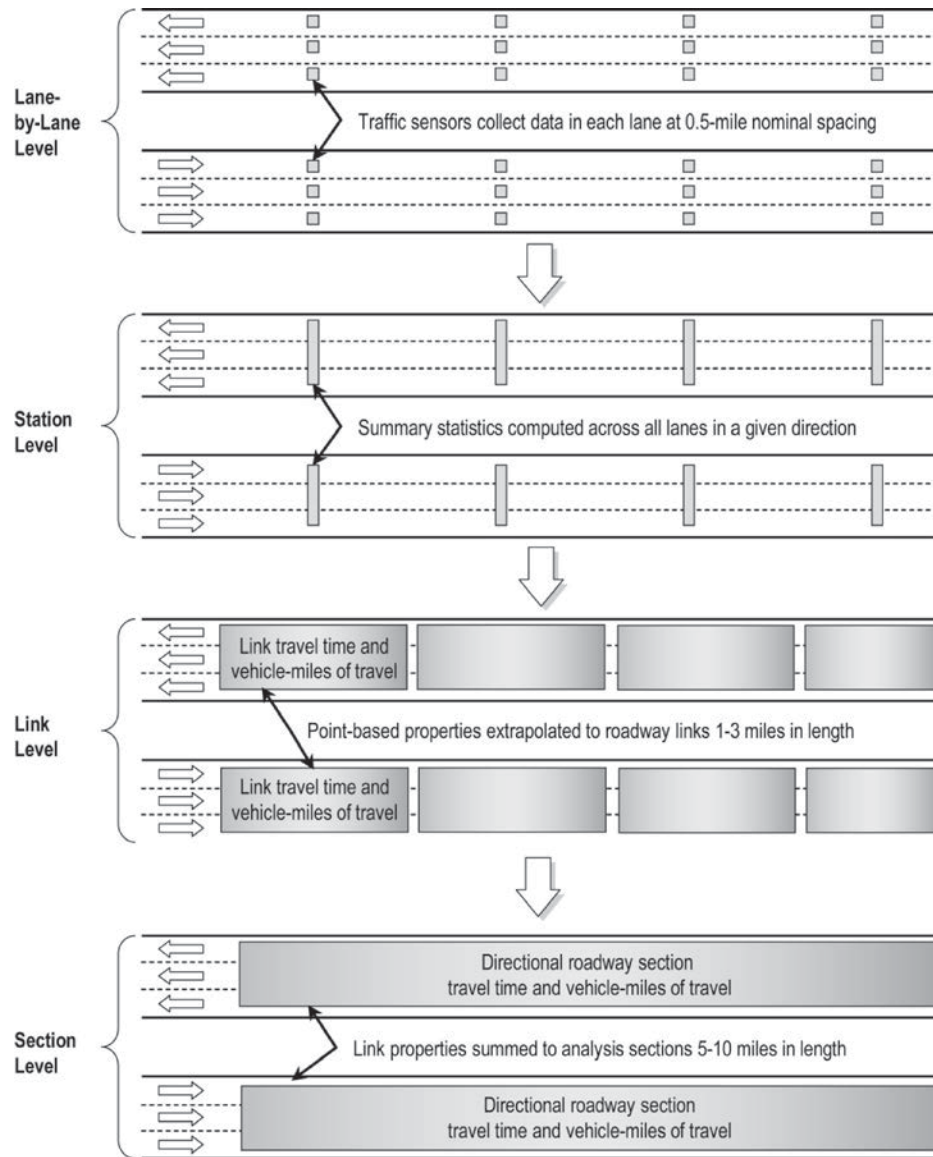 Lane-
by-Lane
Level
Traffic sensors collect data in each lane at 0.5-mile nominal spacing
Station
Level
Summary statistics computed across all lanes in a given direction
Link travel time and
vehicle-miles of travel
Link
Level
Point-based properties extrapolated to roadway links 1-3 miles in length
Link travel time and
vehicle-miles of travel
Directional roadway section
travel time and vehicle-miles of travel
Section
Level
Link properties summed to analysis sections 5-10 miles in length
Directional roadway section
travel time and vehicle-miles of travel